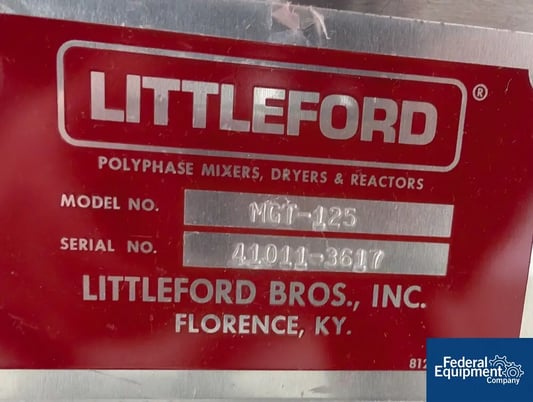 LITTLEFORD®
POLYPHASE MIXERS, DRYERS & REACTORS
MODEL NO. MGT-125
SERIAL NO. 41011-3617
LITTLEFORD BROS., INC.
FLORENCE, KY.
Federal
Equipment
Company